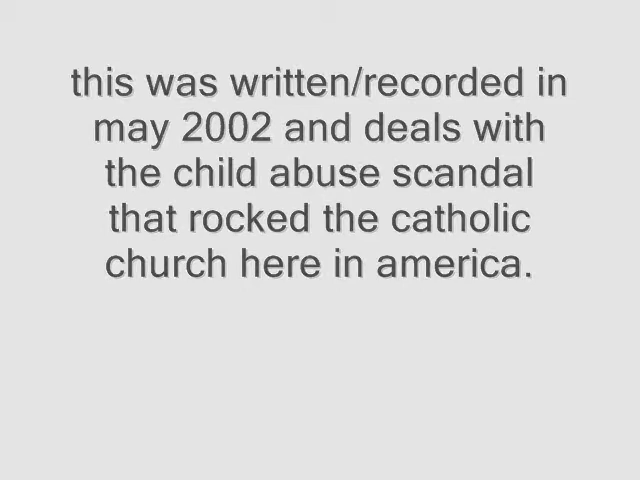 this was written/recorded in
may 2002 and deals with
the child abuse scandal
that rocked the catholic
church here in america.